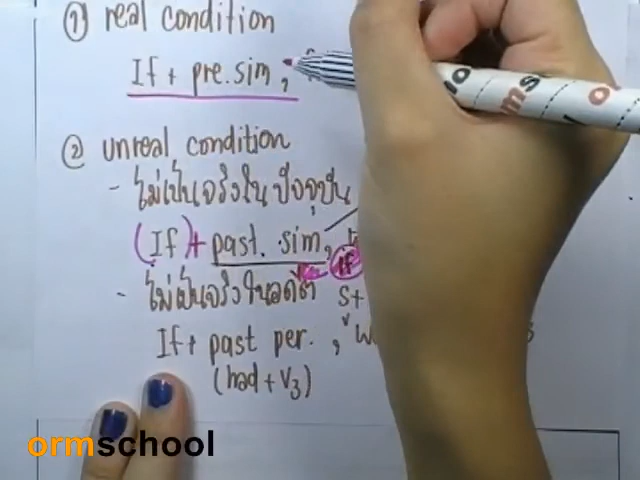 ① real condition
If + pre.sim ,
② unreal condition
- ไม่เป็นจริงใน ปัจจุบัน
(If) + past. sim,
if
- ไม่เป็นจริงในอดีต S+
If + past per. , w
(had + V3)
ormschool